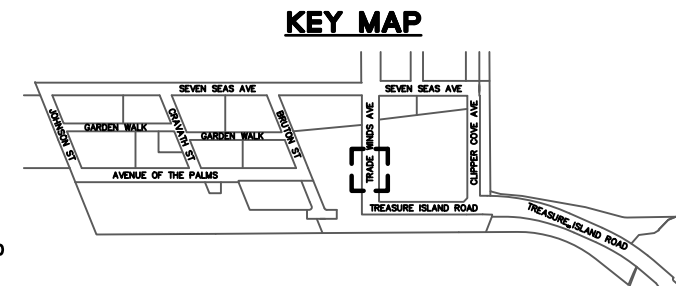 KEY MAP
SEVEN SEAS AVE
SEVEN SEAS AVE
JOHNSON ST
GARDEN WALK
CRAVATH ST
GARDEN WALK
BRUTON ST
TRADE WINDS AVE
CLIPPER COVE AVE
AVENUE OF THE PALMS
TREASURE ISLAND ROAD
TREASURE ISLAND ROAD